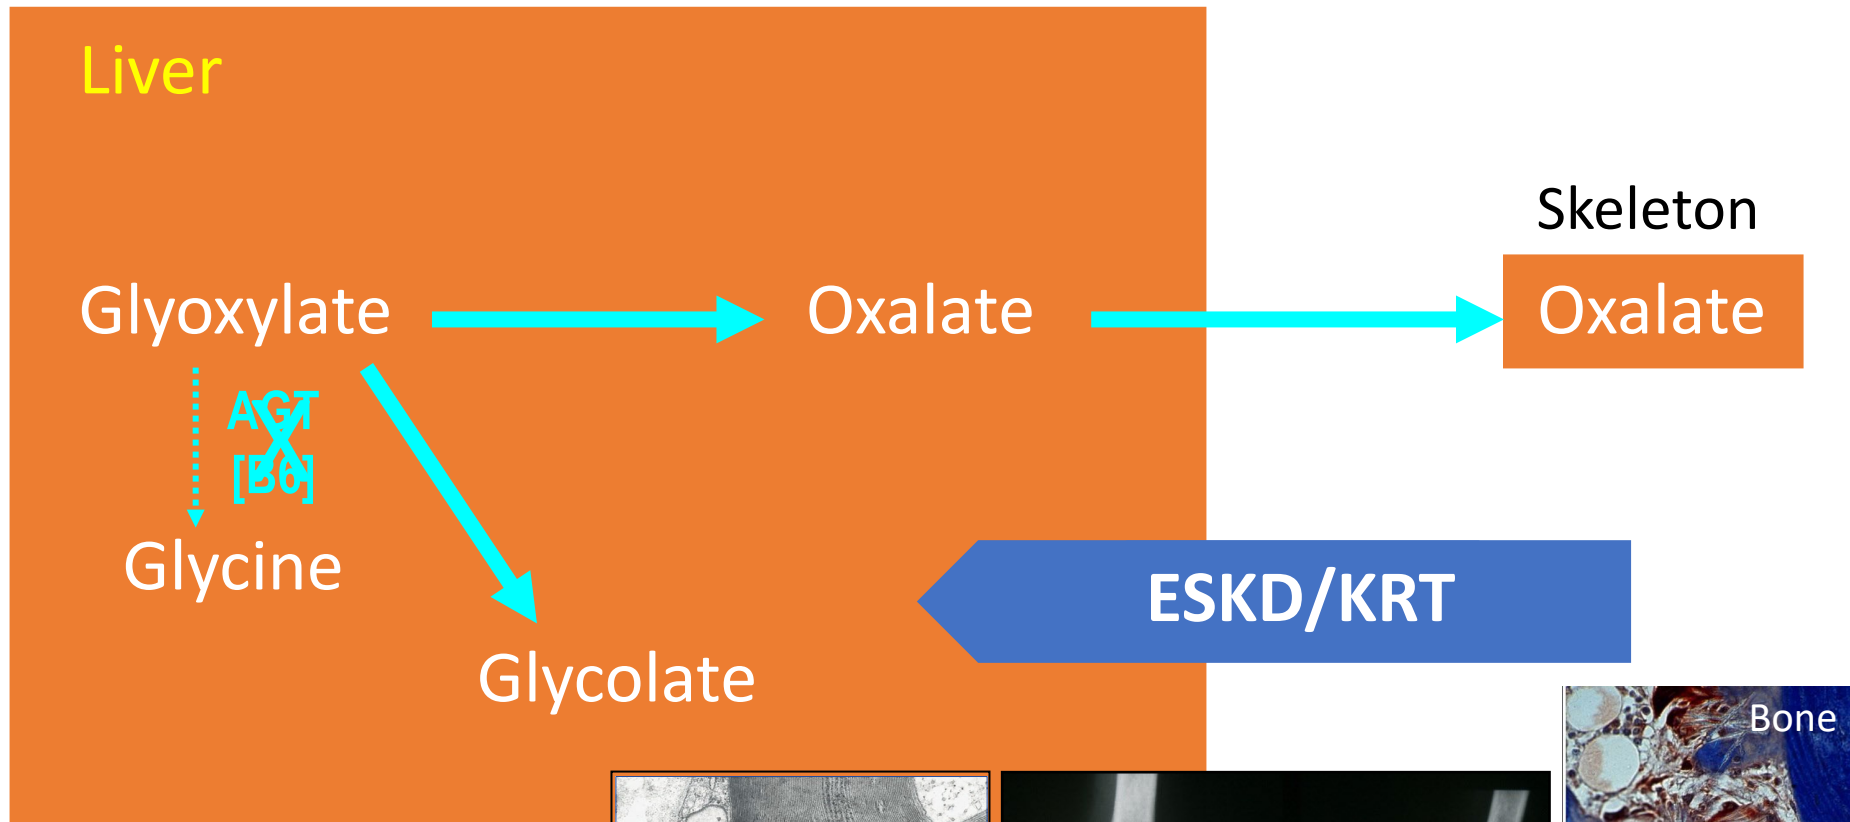 Liver
Skeleton
Glyoxylate
Oxalate
Oxalate
AGT
X
[B6]
Glycine
ESKD/KRT
Glycolate
Bone